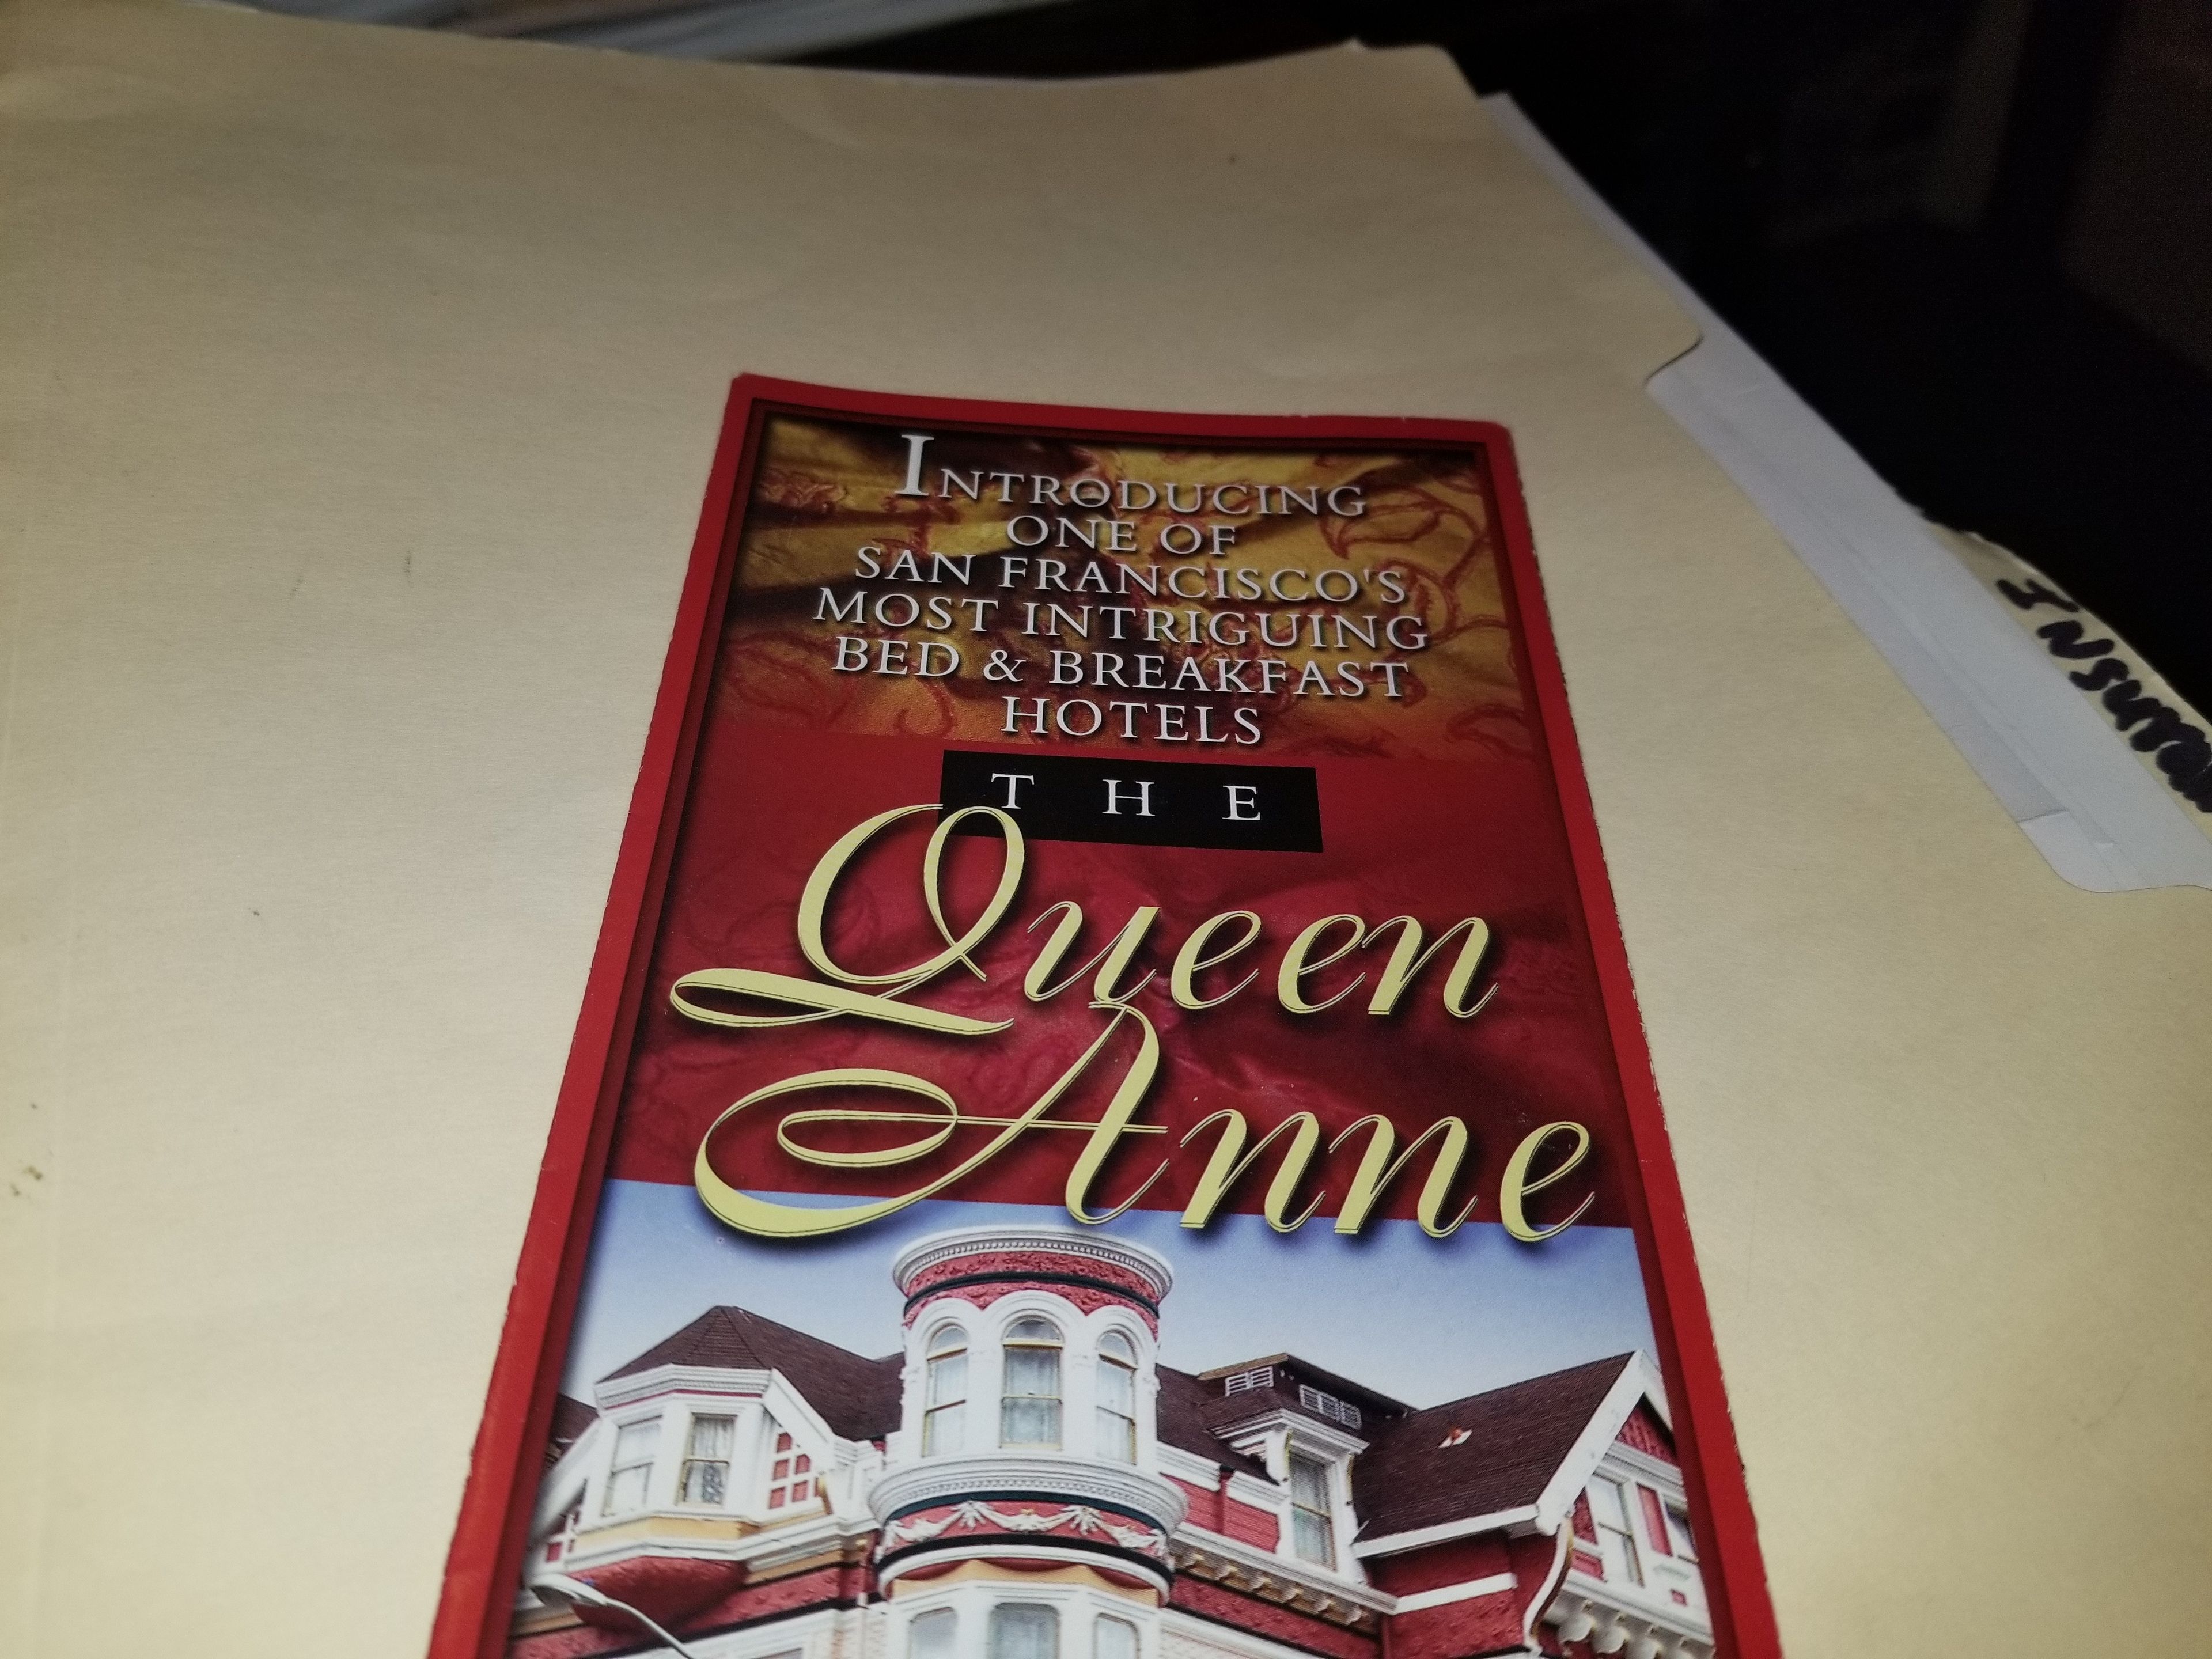 INTRODUCING
ONE OF
SAN FRANCISCO'S
MOST INTRIGUING
BED & BREAKFAST
HOTELS
THE
Queen
Anne